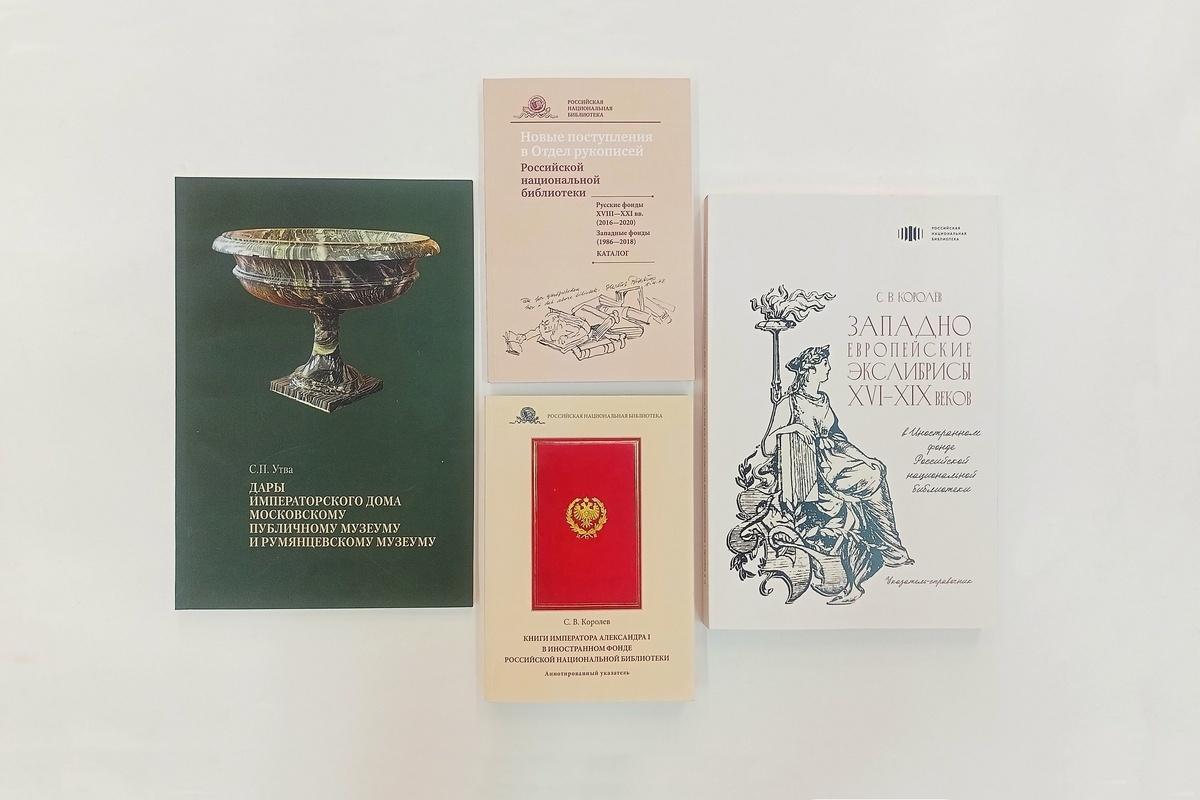 С.П. Утва
ДАРЫ
ИМПЕРАТОРСКОГО ДОМА
МОСКОВСКОМУ
ПУБЛИЧНОМУ МУЗЕУМУ
И РУМЯНЦЕВСКОМУ МУЗЕУМУ
РОССИЙСКАЯ
НАЦИОНАЛЬНАЯ
БИБЛИОТЕКА
Новые поступления
в Отдел рукописей
Российской
национальной
библиотеки
Русские фонды
XVIII—XXI вв.
(2016—2020)
Западные фонды
(1986—2018)
КАТАЛОГ
РОССИЙСКАЯ НАЦИОНАЛЬНАЯ БИБЛИОТЕКА
С. В. Королев
КНИГИ ИМПЕРАТОРА АЛЕКСАНДРА I
В ИНОСТРАННОМ ФОНДЕ
РОССИЙСКОЙ НАЦИОНАЛЬНОЙ БИБЛИОТЕКИ
Аннотированный указатель
РОССИЙСКАЯ
НАЦИОНАЛЬНАЯ
БИБЛИОТЕКА
С. В. КОРОЛЁВ
ЗАПАДНО
ЕВРОПЕЙСКИЕ
ЭКСЛИБРИСЫ
XVI–XIX ВЕКОВ
в Иностранном
фонде
Российской
национальной
библиотеки
Указатель-справочник